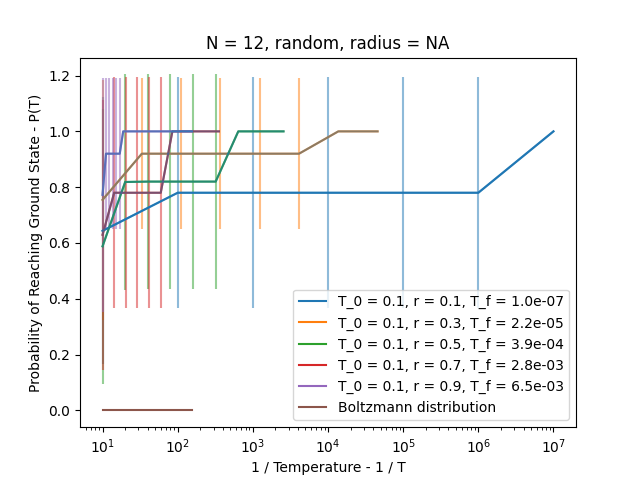 N = 12, random, radius = NA
Probability of Reaching Ground State - P(T)
1.2
1.0
0.8
0.6
0.4
0.2
0.0
T_0 = 0.1, r = 0.1, T_f = 1.0e-07
T_0 = 0.1, r = 0.3, T_f = 2.2e-05
T_0 = 0.1, r = 0.5, T_f = 3.9e-04
T_0 = 0.1, r = 0.7, T_f = 2.8e-03
T_0 = 0.1, r = 0.9, T_f = 6.5e-03
Boltzmann distribution
10¹ 10² 10³ 10⁴ 10⁵ 10⁶ 10⁷
1 / Temperature - 1 / T